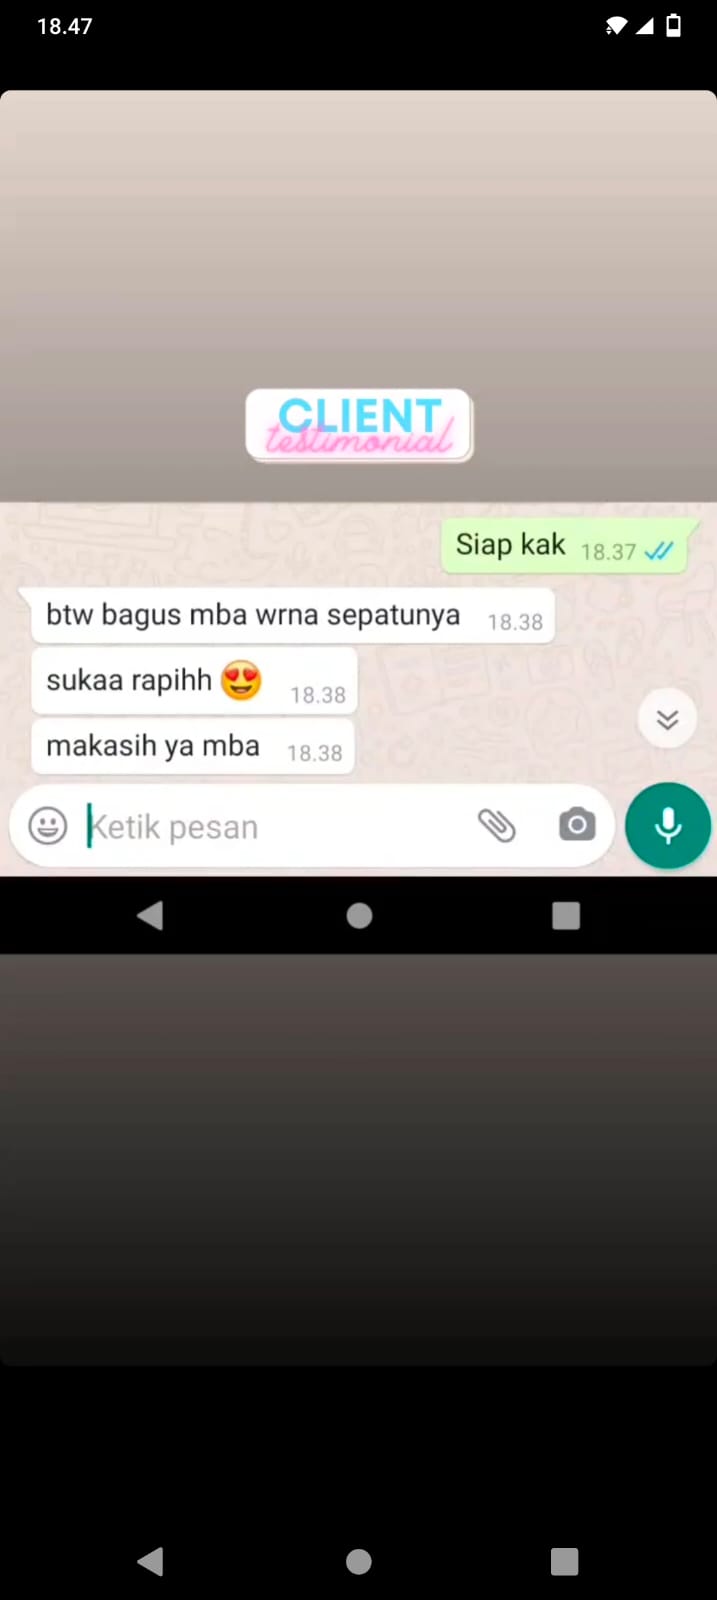 18.47
CLIENT
testimonial
Siap kak 18.37
btw bagus mba wrna sepatunya 18.38
sukaa rapihh 😍 18.38
makasih ya mba 18.38
Ketik pesan